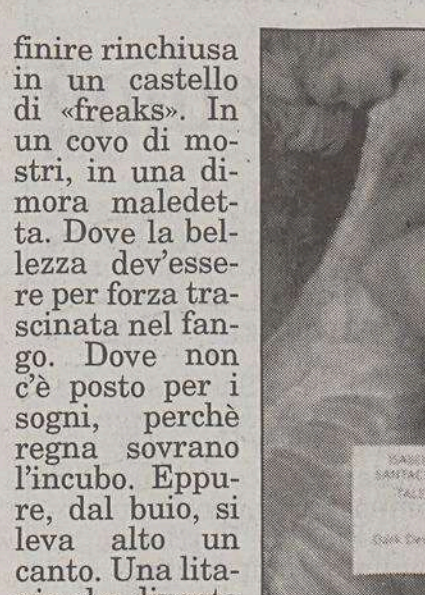 finire rinchiusa
in un castello
di «freaks». In
un covo di mo-
stri, in una di-
mora maledet-
ta. Dove la bel-
lezza dev'esse-
re per forza tra-
scinata nel fan-
go. Dove non
c'è posto per i
sogni, perchè
regna sovrano
l'incubo. Eppu-
re, dal buio, si
leva alto un
canto. Una lita-